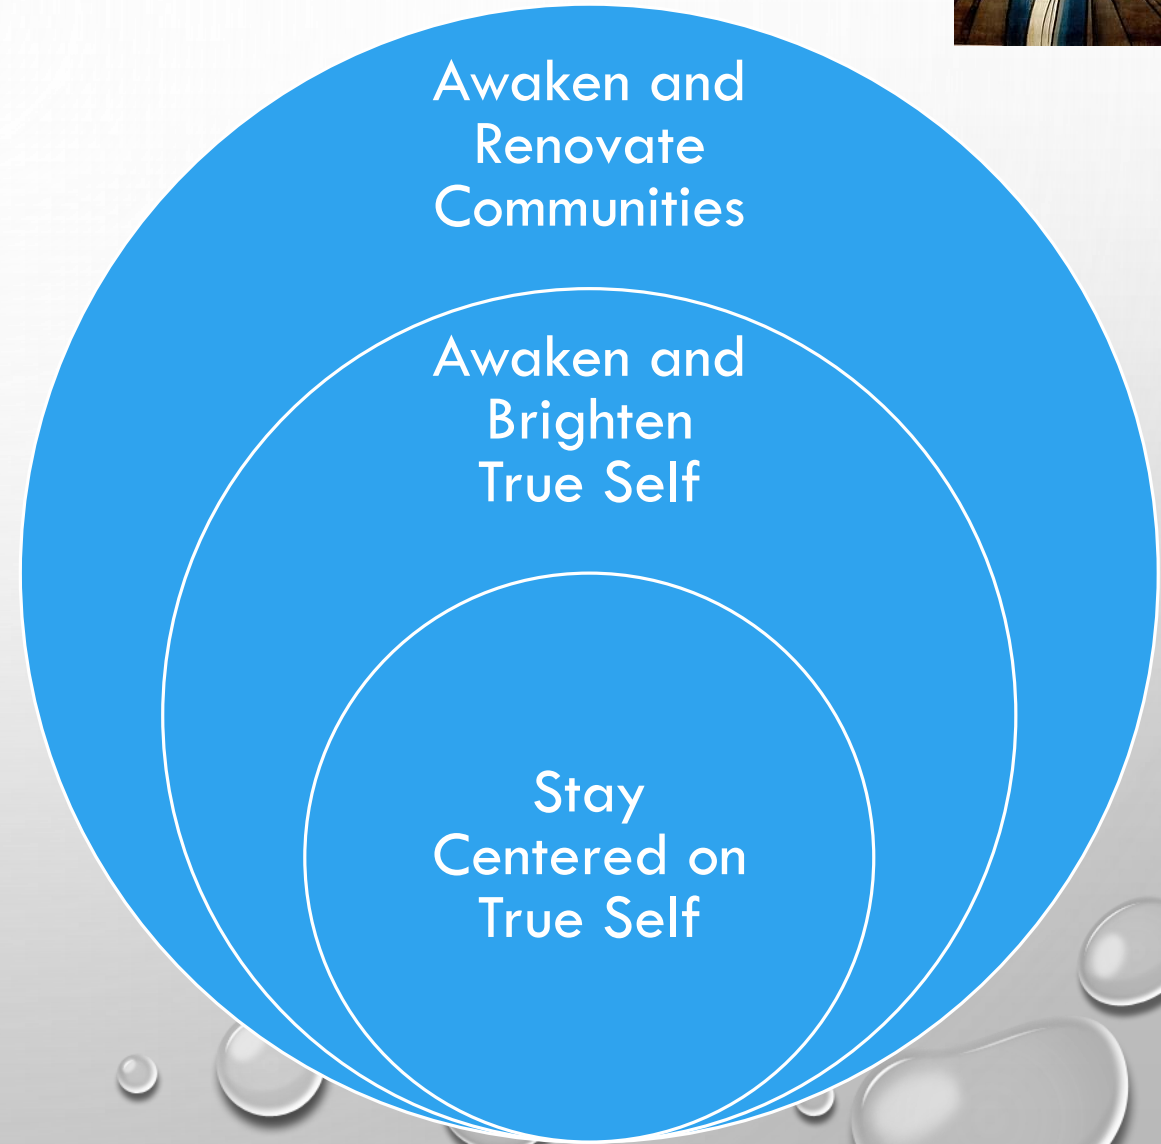 Awaken and
Renovate
Communities
Awaken and
Brighten
True Self
Stay
Centered on
True Self